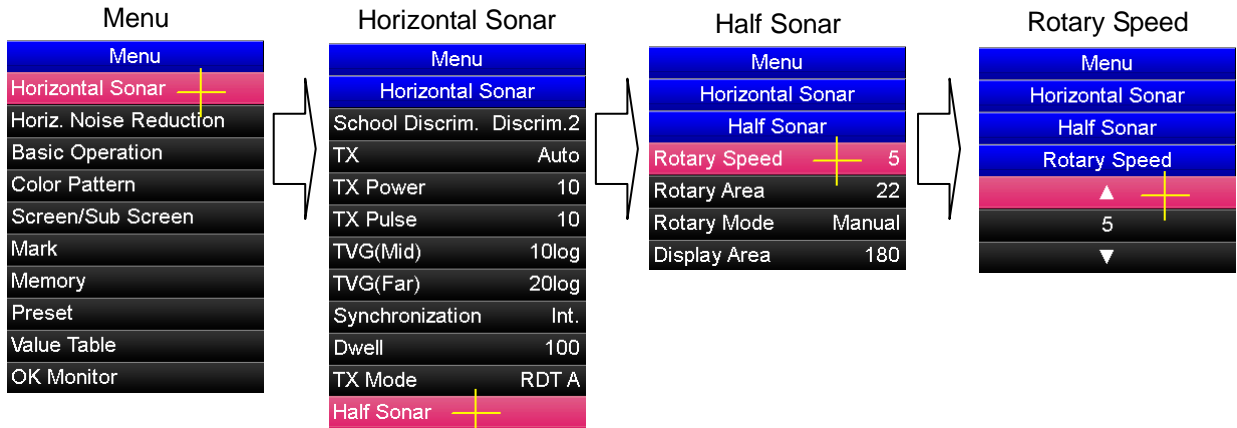 Menu
Menu
Horizontal Sonar
Horiz. Noise Reduction
Basic Operation
Color Pattern
Screen/Sub Screen
Mark
Memory
Preset
Value Table
OK Monitor
Horizontal Sonar
Menu
Horizontal Sonar
School Discrim. Discrim.2
TX Auto
TX Power 10
TX Pulse 10
TVG(Mid) 10log
TVG(Far) 20log
Synchronization Int.
Dwell 100
TX Mode RDT A
Half Sonar
Half Sonar
Menu
Horizontal Sonar
Half Sonar
Rotary Speed 5
Rotary Area 22
Rotary Mode Manual
Display Area 180
Rotary Speed
Menu
Horizontal Sonar
Half Sonar
Rotary Speed
▲
5
▼